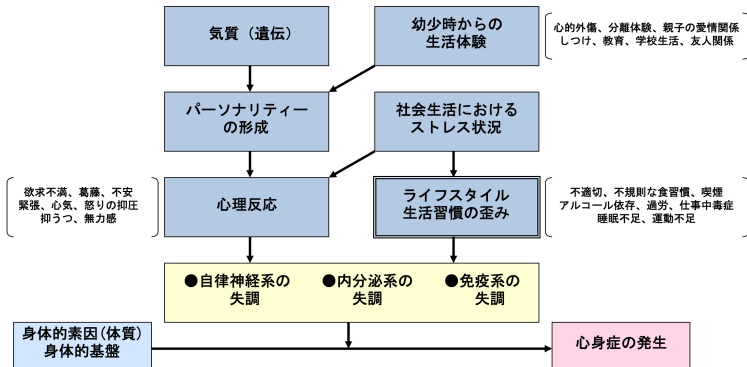 気質（遺伝）
幼少時からの
生活体験
心的外傷、分離体験、親子の愛情関係
しつけ、教育、学校生活、友人関係
パーソナリティー
の形成
社会生活における
ストレス状況
欲求不満、葛藤、不安
緊張、心気、怒りの抑圧
抑うつ、無力感
心理反応
ライフスタイル
生活習慣の歪み
不適切、不規則な食習慣、喫煙
アルコール依存、過労、仕事中毒症
睡眠不足、運動不足
●自律神経系の
失調
●内分泌系の
失調
●免疫系の
失調
身体的素因(体質)
身体的基盤
心身症の発生